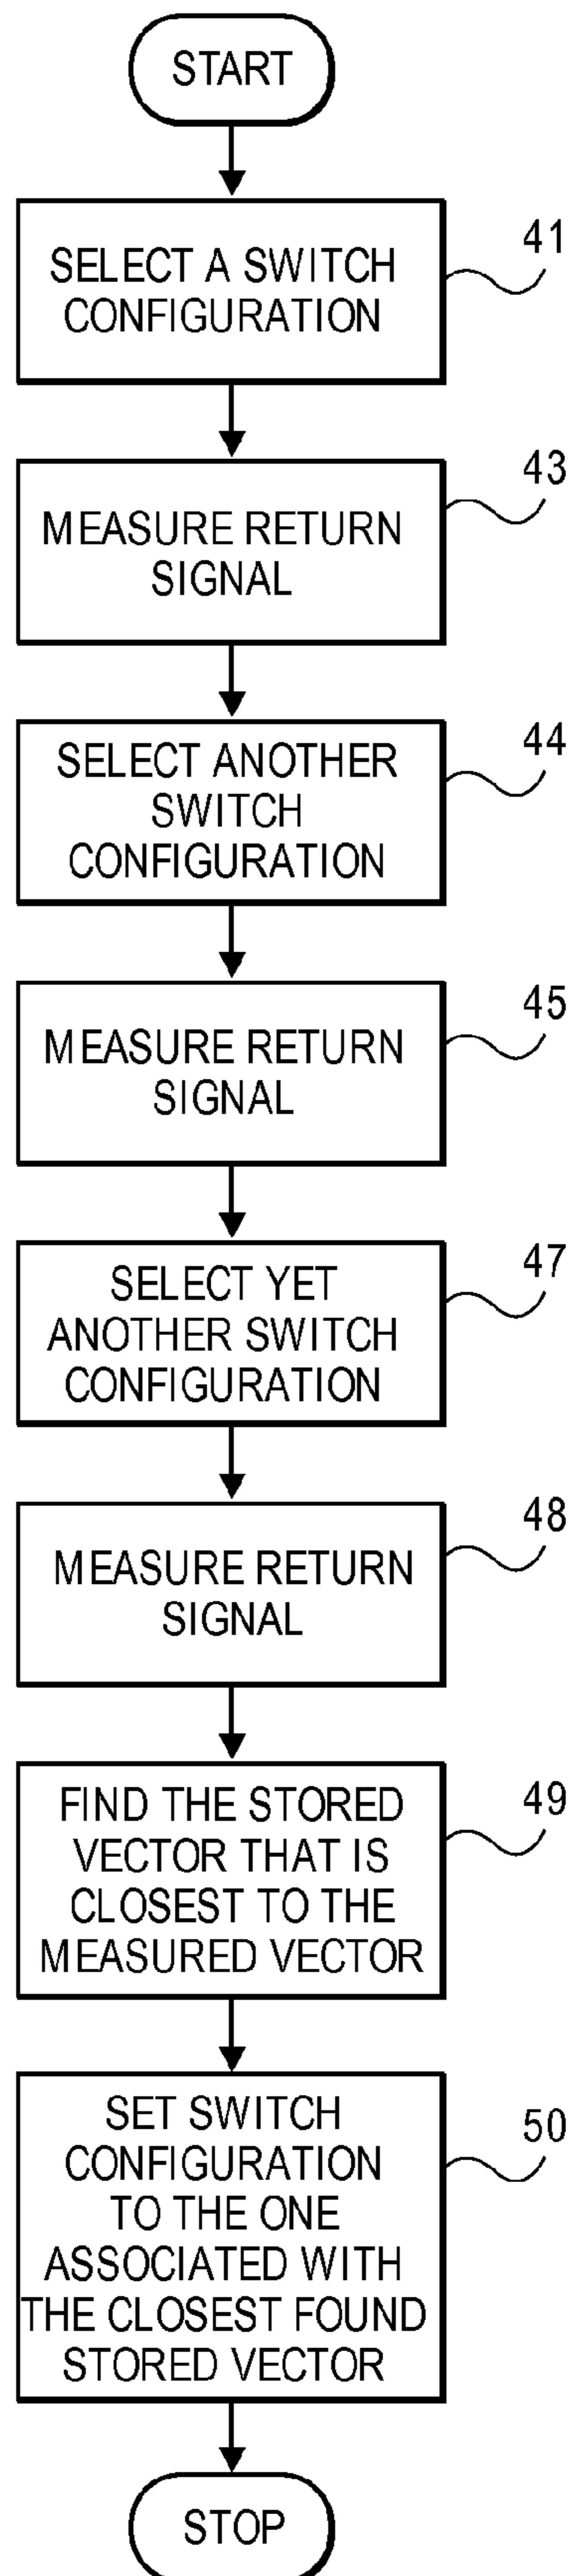 START
SELECT A SWITCH
CONFIGURATION
41
MEASURE RETURN
SIGNAL
43
SELECT ANOTHER
SWITCH
CONFIGURATION
44
MEASURE RETURN
SIGNAL
45
SELECT YET
ANOTHER SWITCH
CONFIGURATION
47
MEASURE RETURN
SIGNAL
48
FIND THE STORED
VECTOR THAT IS
CLOSEST TO THE
MEASURED VECTOR
49
SET SWITCH
CONFIGURATION
TO THE ONE
ASSOCIATED WITH
THE CLOSEST FOUND
STORED VECTOR
50
STOP